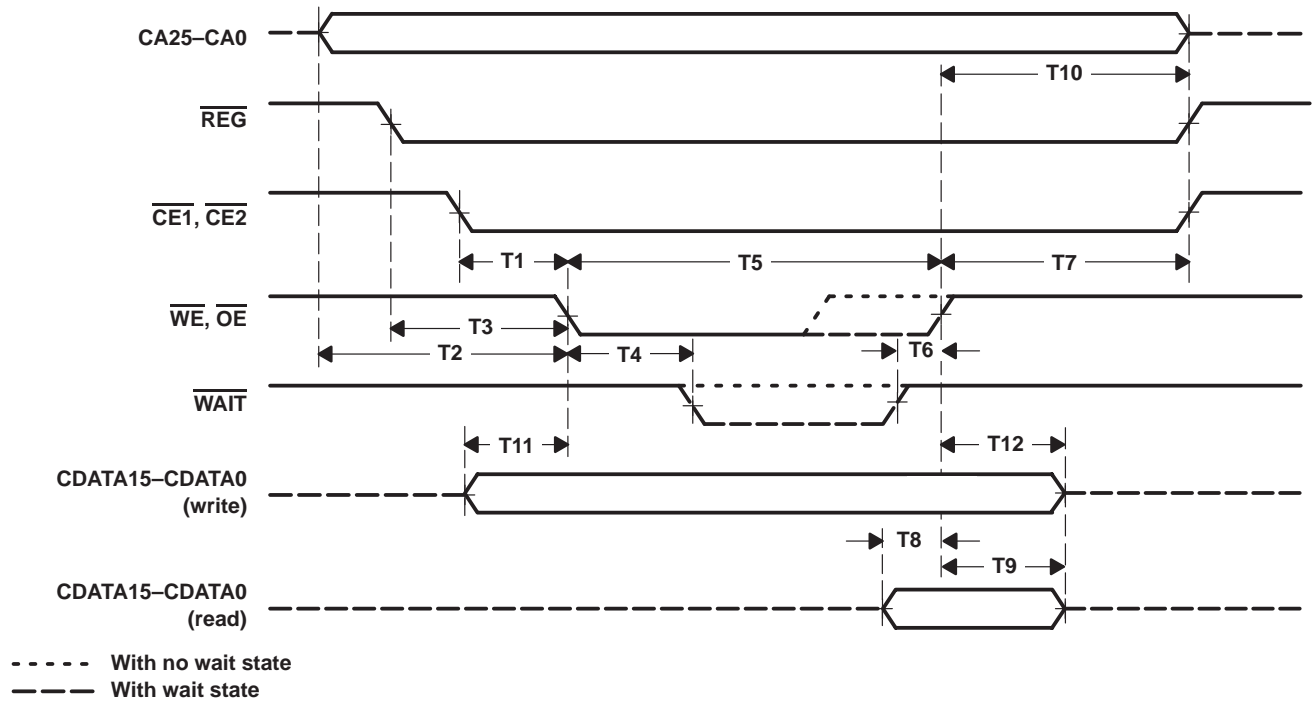 CA25–CA0
T10
REG
CE1, CE2
T1
T5
T7
WE, OE
T3
T6
T2
T4
WAIT
T11
T12
CDATA15–CDATA0
(write)
T8
T9
CDATA15–CDATA0
(read)
With no wait state
With wait state